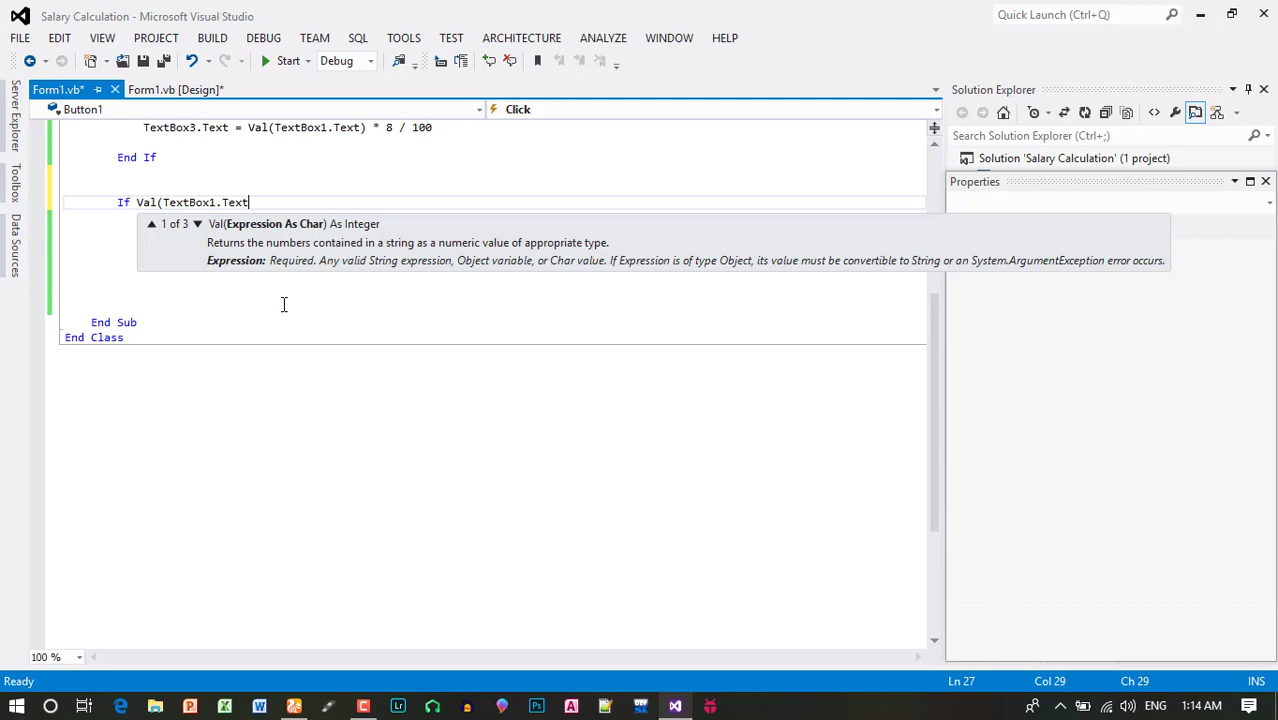 Salary Calculation - Microsoft Visual Studio
Quick Launch (Ctrl+Q)
FILE EDIT VIEW PROJECT BUILD DEBUG TEAM SQL TOOLS TEST ARCHITECTURE ANALYZE WINDOW HELP
Start Debug
Form1.vb* Form1.vb [Design]*
Solution Explorer
Button1 Click
Server Explorer
Toolbox
Data Sources
TextBox3.Text = Val(TextBox1.Text) * 8 / 100
Search Solution Explorer (Ctrl+;)
End If
Solution 'Salary Calculation' (1 project)
Properties
If Val(TextBox1.Text
1 of 3 Val(Expression As Char) As Integer
Returns the numbers contained in a string as a numeric value of appropriate type.
Expression: Required. Any valid String expression, Object variable, or Char value. If Expression is of type Object, its value must be convertible to String or an System.ArgumentException error occurs.
End Sub
End Class
100 %
Ready Ln 27 Col 29 Ch 29 INS
ENG 1:14 AM